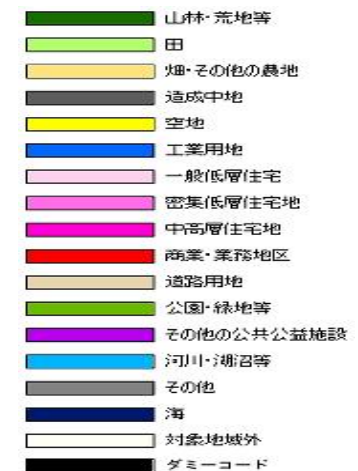 山林・荒地等
田
畑・その他の農地
造成中地
空地
工業用地
一般低層住宅
密集低層住宅地
中高層住宅地
商業・業務地区
道路用地
公園・緑地等
その他の公共公益施設
河川・湖沼等
その他
海
対象地域外
ダミーコード